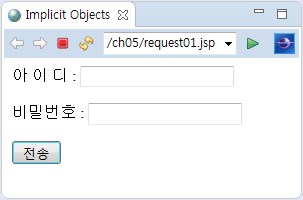 Implicit Objects
/ch05/request01.jsp
아 이 디 :
비밀번호 :
전송